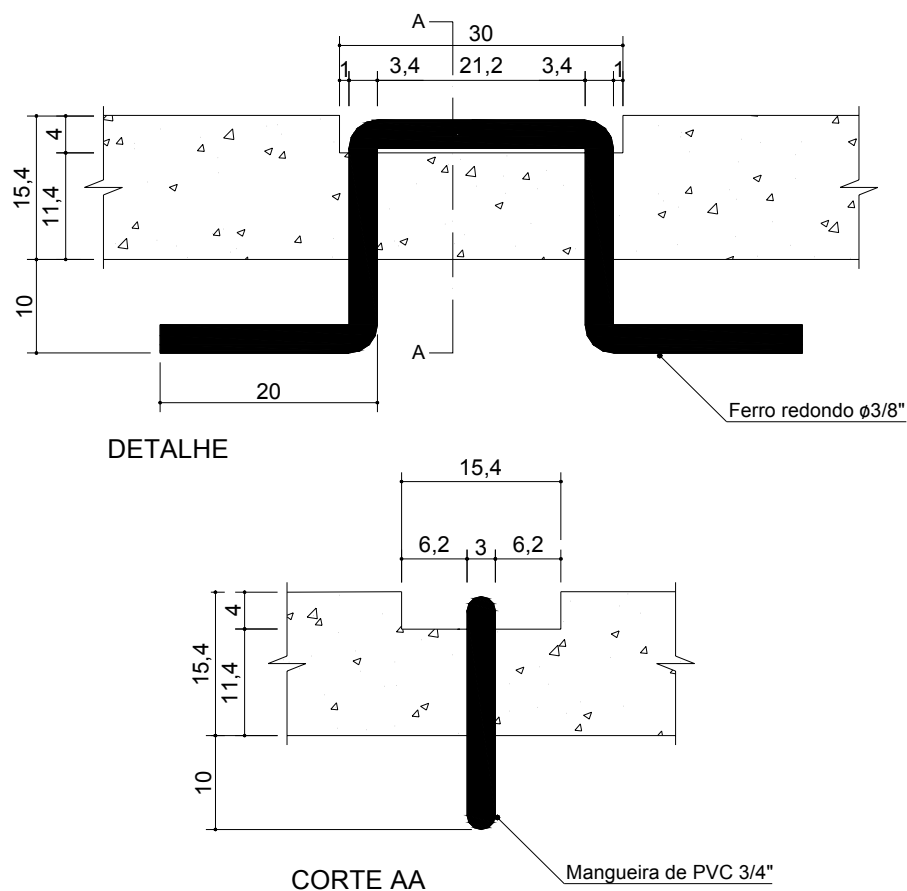 A
30
1 3,4 21,2 3,4 1
4
15,4
11,4
10
A
20
Ferro redondo ø3/8"
DETALHE
15,4
6,2 3 6,2
4
15,4
11,4
10
Mangueira de PVC 3/4"
CORTE AA